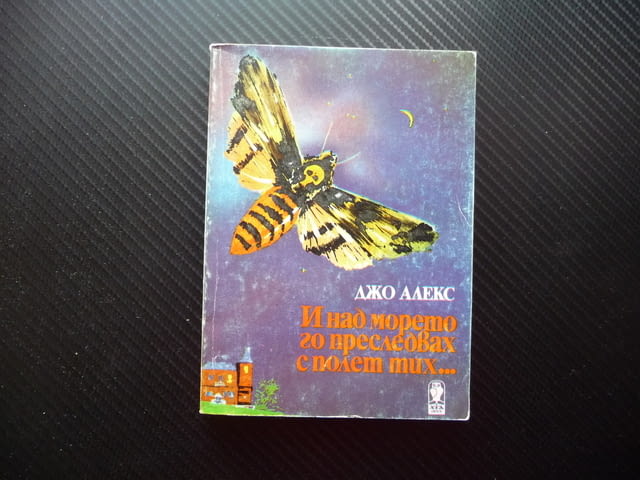 ДЖО АЛЕКС
И над морето
го преследвах
с полет тих...